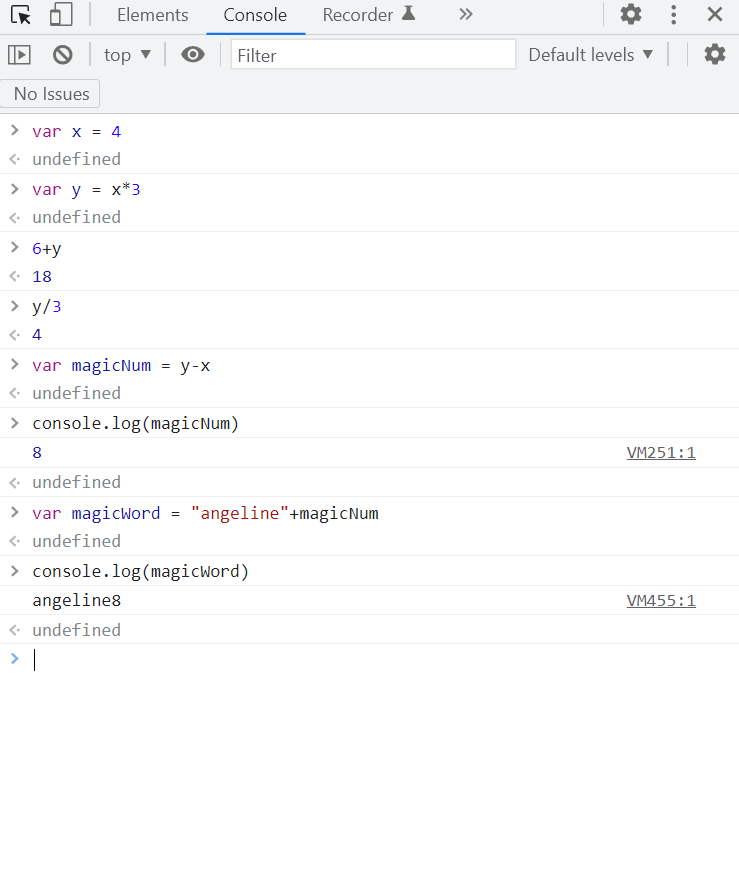 Elements Console Recorder
top Filter Default levels
No Issues
var x = 4
undefined
var y = x*3
undefined
6+y
18
y/3
4
var magicNum = y-x
undefined
console.log(magicNum)
8 VM251:1
undefined
var magicWord = "angeline"+magicNum
undefined
console.log(magicWord)
angeline8 VM455:1
undefined